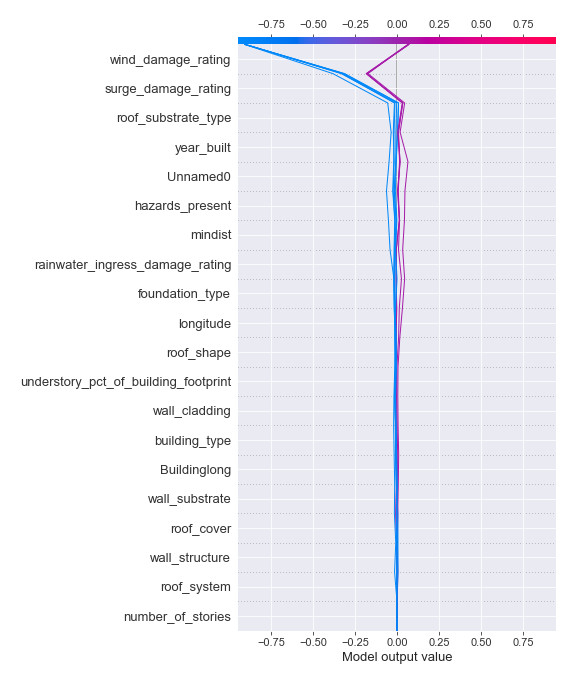 −0.75 −0.50 −0.25 0.00 0.25 0.50 0.75
wind_damage_rating
surge_damage_rating
roof_substrate_type
year_built
Unnamed0
hazards_present
mindist
rainwater_ingress_damage_rating
foundation_type
longitude
roof_shape
understory_pct_of_building_footprint
wall_cladding
building_type
Buildinglong
wall_substrate
roof_cover
wall_structure
roof_system
number_of_stories
−0.75 −0.50 −0.25 0.00 0.25 0.50 0.75
Model output value